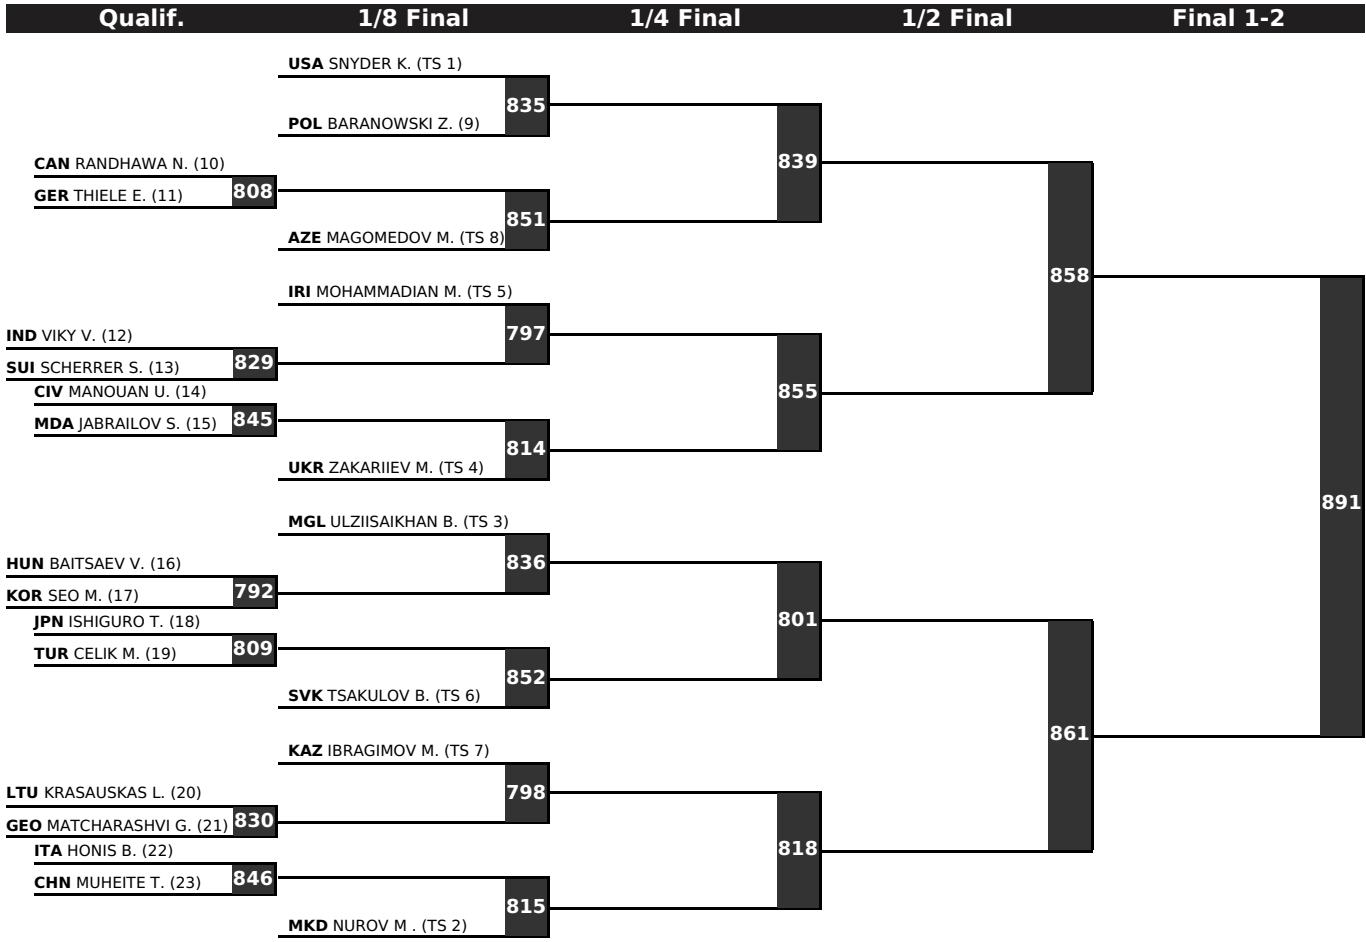 Qualif. 1/8 Final 1/4 Final 1/2 Final Final 1-2
USA SNYDER K. (TS 1)
835
POL BARANOWSKI Z. (9)
839
CAN RANDHAWA N. (10)
808
GER THIELE E. (11)
851
AZE MAGOMEDOV M. (TS 8)
858
IRI MOHAMMADIAN M. (TS 5)
797
IND VIKY V. (12)
829
SUI SCHERRER S. (13)
855
CIV MANOUAN U. (14)
845
MDA JABRAILOV S. (15)
814
UKR ZAKARIIEV M. (TS 4)
891
MGL ULZIISAIKHAN B. (TS 3)
836
HUN BAITSAEV V. (16)
792
KOR SEO M. (17)
801
JPN ISHIGURO T. (18)
809
TUR CELIK M. (19)
852
SVK TSAKULOV B. (TS 6)
861
KAZ IBRAGIMOV M. (TS 7)
798
LTU KRASAUSKAS L. (20)
830
GEO MATCHARASHVI G. (21)
818
ITA HONIS B. (22)
846
CHN MUHEITE T. (23)
815
MKD NUROV M . (TS 2)